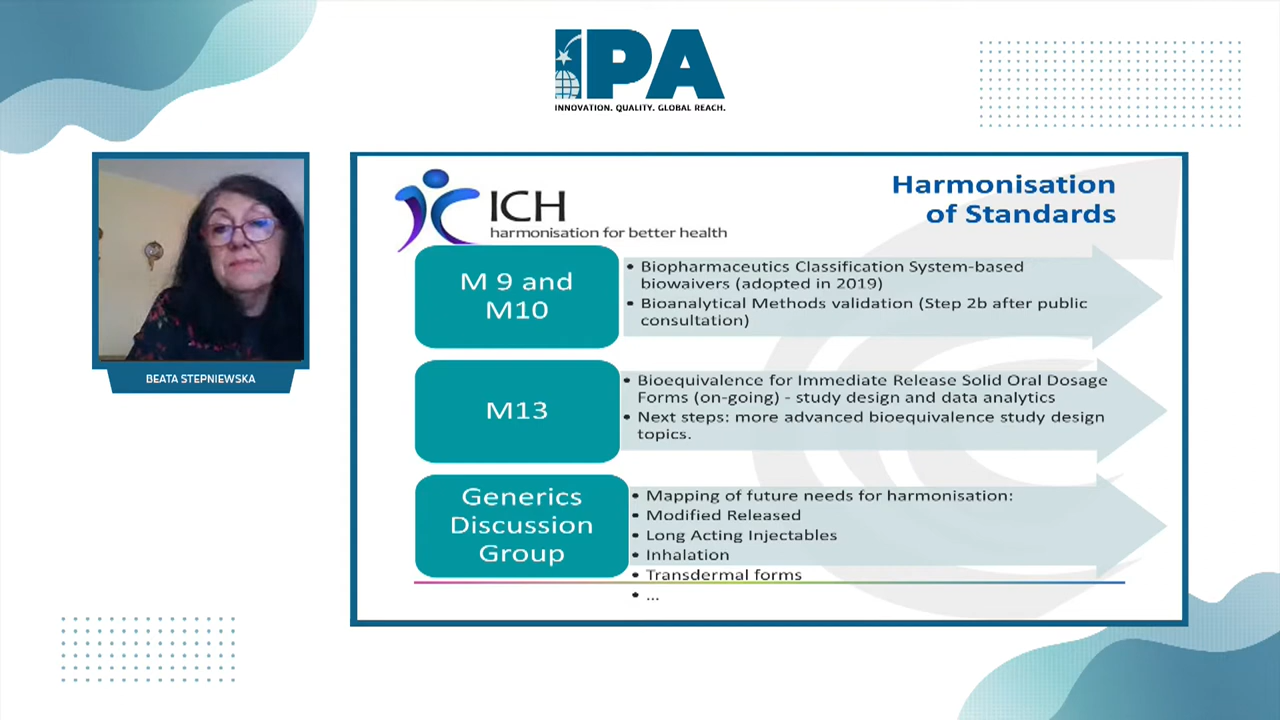 IPA
INNOVATION. QUALITY. GLOBAL REACH.
BEATA STEPNIEWSKA
ICH
harmonisation for better health
Harmonisation
of Standards
M 9 and
M10
• Biopharmaceutics Classification System-based
biowaivers (adopted in 2019)
• Bioanalytical Methods validation (Step 2b after public
consultation)
M13
• Bioequivalence for Immediate Release Solid Oral Dosage
Forms (on-going) - study design and data analytics
• Next steps: more advanced bioequivalence study design
topics.
Generics
Discussion
Group
• Mapping of future needs for harmonisation:
• Modified Released
• Long Acting Injectables
• Inhalation
• Transdermal forms
• ...